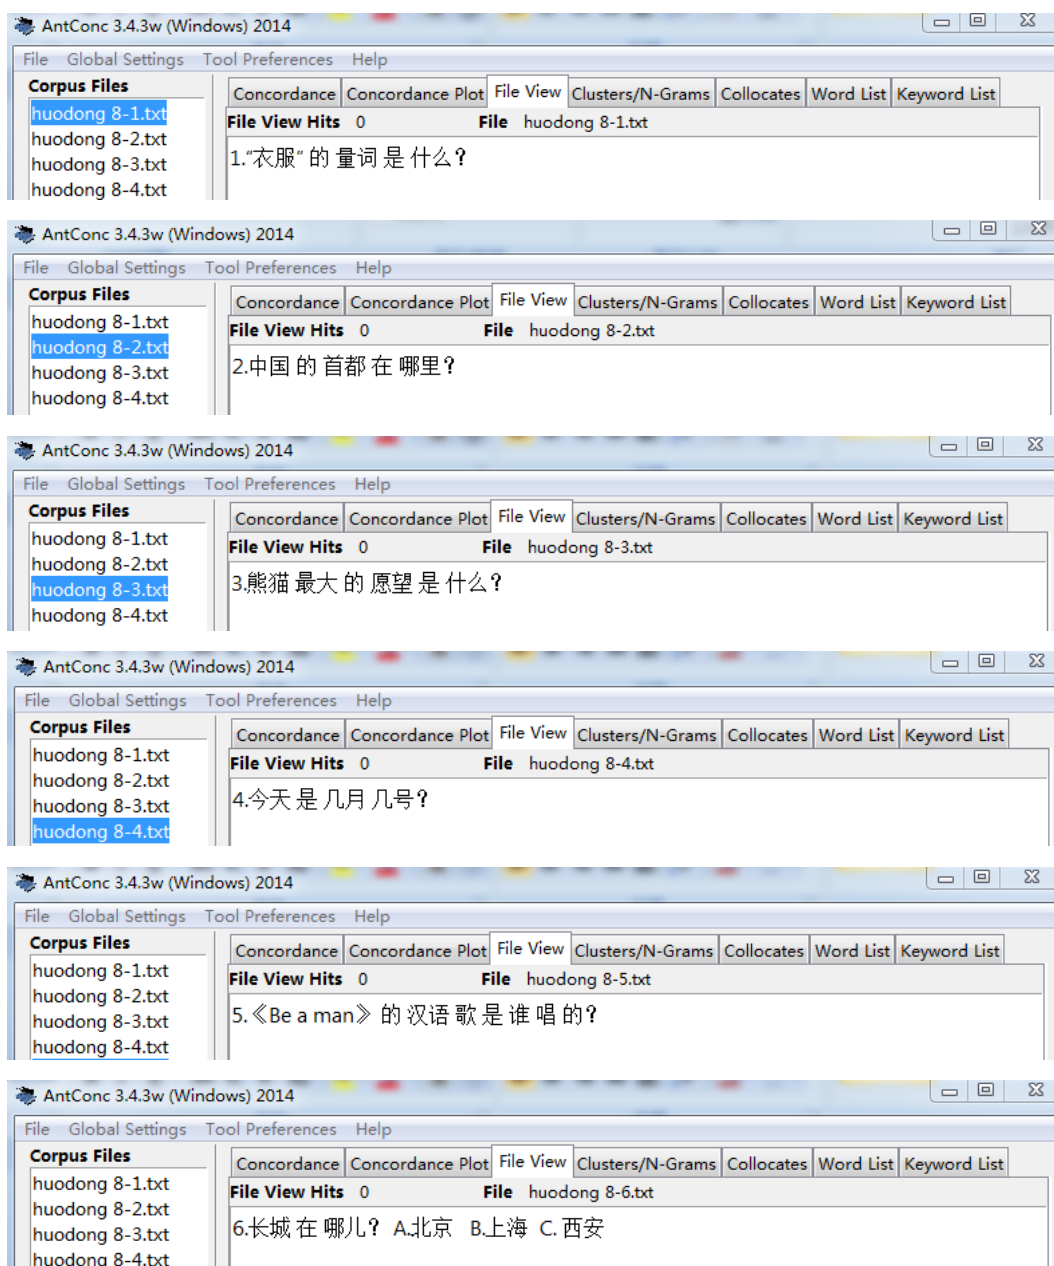 AntConc 3.4.3w (Windows) 2014
File Global Settings Tool Preferences Help
Corpus Files
huodong 8-1.txt
huodong 8-2.txt
huodong 8-3.txt
huodong 8-4.txt
Concordance Concordance Plot File View Clusters/N-Grams Collocates Word List Keyword List
File View Hits 0 File huodong 8-1.txt
1.“衣服” 的 量词 是 什么？
AntConc 3.4.3w (Windows) 2014
File Global Settings Tool Preferences Help
Corpus Files
huodong 8-1.txt
huodong 8-2.txt
huodong 8-3.txt
huodong 8-4.txt
Concordance Concordance Plot File View Clusters/N-Grams Collocates Word List Keyword List
File View Hits 0 File huodong 8-2.txt
2.中国 的 首都 在 哪里？
AntConc 3.4.3w (Windows) 2014
File Global Settings Tool Preferences Help
Corpus Files
huodong 8-1.txt
huodong 8-2.txt
huodong 8-3.txt
huodong 8-4.txt
Concordance Concordance Plot File View Clusters/N-Grams Collocates Word List Keyword List
File View Hits 0 File huodong 8-3.txt
3.熊猫 最大 的 愿望 是 什么？
AntConc 3.4.3w (Windows) 2014
File Global Settings Tool Preferences Help
Corpus Files
huodong 8-1.txt
huodong 8-2.txt
huodong 8-3.txt
huodong 8-4.txt
Concordance Concordance Plot File View Clusters/N-Grams Collocates Word List Keyword List
File View Hits 0 File huodong 8-4.txt
4.今天 是 几月 几号？
AntConc 3.4.3w (Windows) 2014
File Global Settings Tool Preferences Help
Corpus Files
huodong 8-1.txt
huodong 8-2.txt
huodong 8-3.txt
huodong 8-4.txt
Concordance Concordance Plot File View Clusters/N-Grams Collocates Word List Keyword List
File View Hits 0 File huodong 8-5.txt
5.《Be a man》 的 汉语 歌 是 谁 唱 的？
AntConc 3.4.3w (Windows) 2014
File Global Settings Tool Preferences Help
Corpus Files
huodong 8-1.txt
huodong 8-2.txt
huodong 8-3.txt
huodong 8-4.txt
Concordance Concordance Plot File View Clusters/N-Grams Collocates Word List Keyword List
File View Hits 0 File huodong 8-6.txt
6.长城 在 哪儿？ A.北京 B.上海 C. 西安